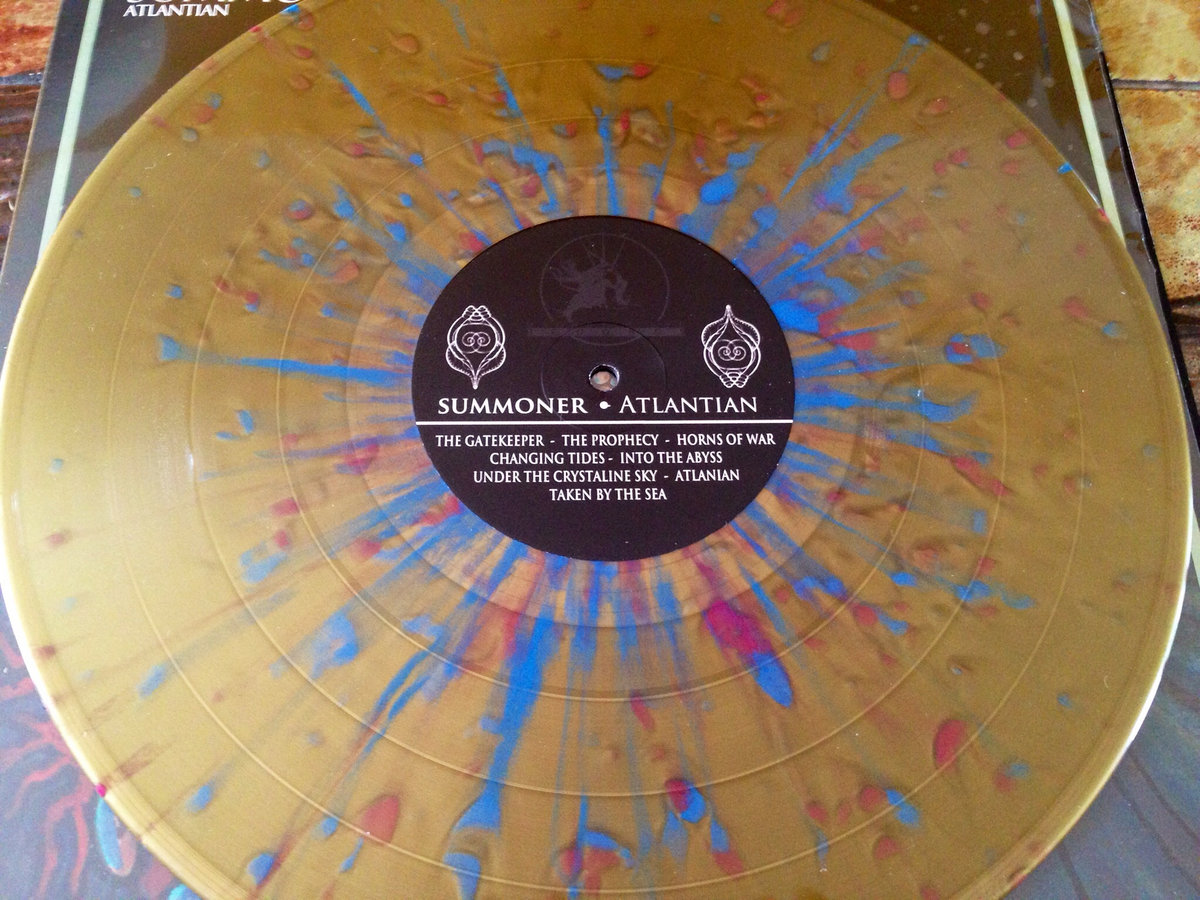 ATLANTIAN
SUMMONER • ATLANTIAN
THE GATEKEEPER - THE PROPHECY - HORNS OF WAR
CHANGING TIDES - INTO THE ABYSS
UNDER THE CRYSTALINE SKY - ATLANIAN
TAKEN BY THE SEA